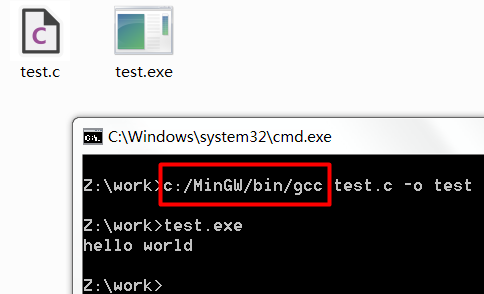 C
test.c
test.exe
C:\.
C:\Windows\system32\cmd.exe
Z:\work>c:/MinGW/bin/gcc test.c -o test
Z:\work>test.exe
hello world
Z:\work>